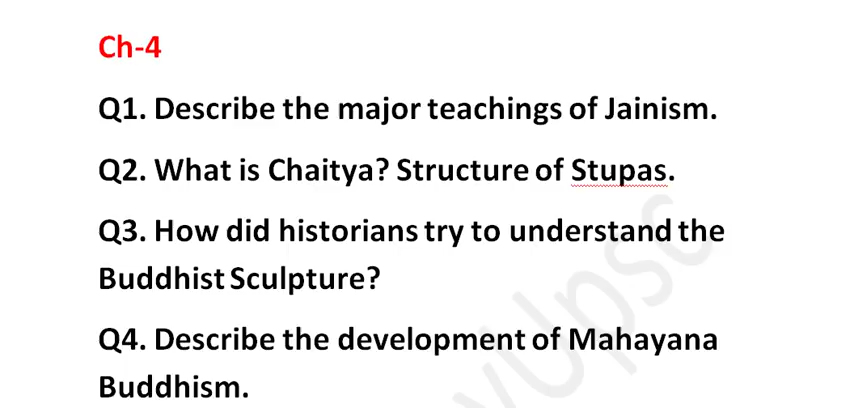 Ch-4
Q1. Describe the major teachings of Jainism.
Q2. What is Chaitya? Structure of Stupas.
Q3. How did historians try to understand the
Buddhist Sculpture?
Q4. Describe the development of Mahayana
Buddhism.
yUpsc